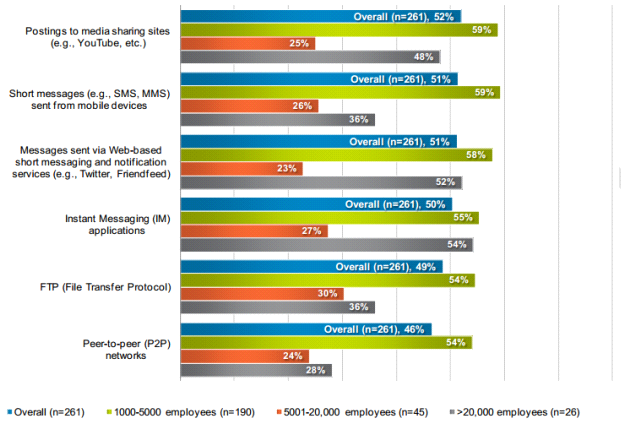 Postings to media sharing sites
(e.g., YouTube, etc.)
Overall (n=261), 52%
59%
25%
48%
Short messages (e.g., SMS, MMS)
sent from mobile devices
Overall (n=261), 51%
59%
26%
36%
Messages sent via Web-based
short messaging and notification
services (e.g., Twitter, Friendfeed)
Overall (n=261), 51%
58%
23%
52%
Instant Messaging (IM)
applications
Overall (n=261), 50%
55%
27%
54%
FTP (File Transfer Protocol)
Overall (n=261), 49%
54%
30%
36%
Peer-to-peer (P2P)
networks
Overall (n=261), 46%
54%
24%
28%
Overall (n=261) 1000-5000 employees (n=190) 5001-20,000 employees (n=45) >20,000 employees (n=26)